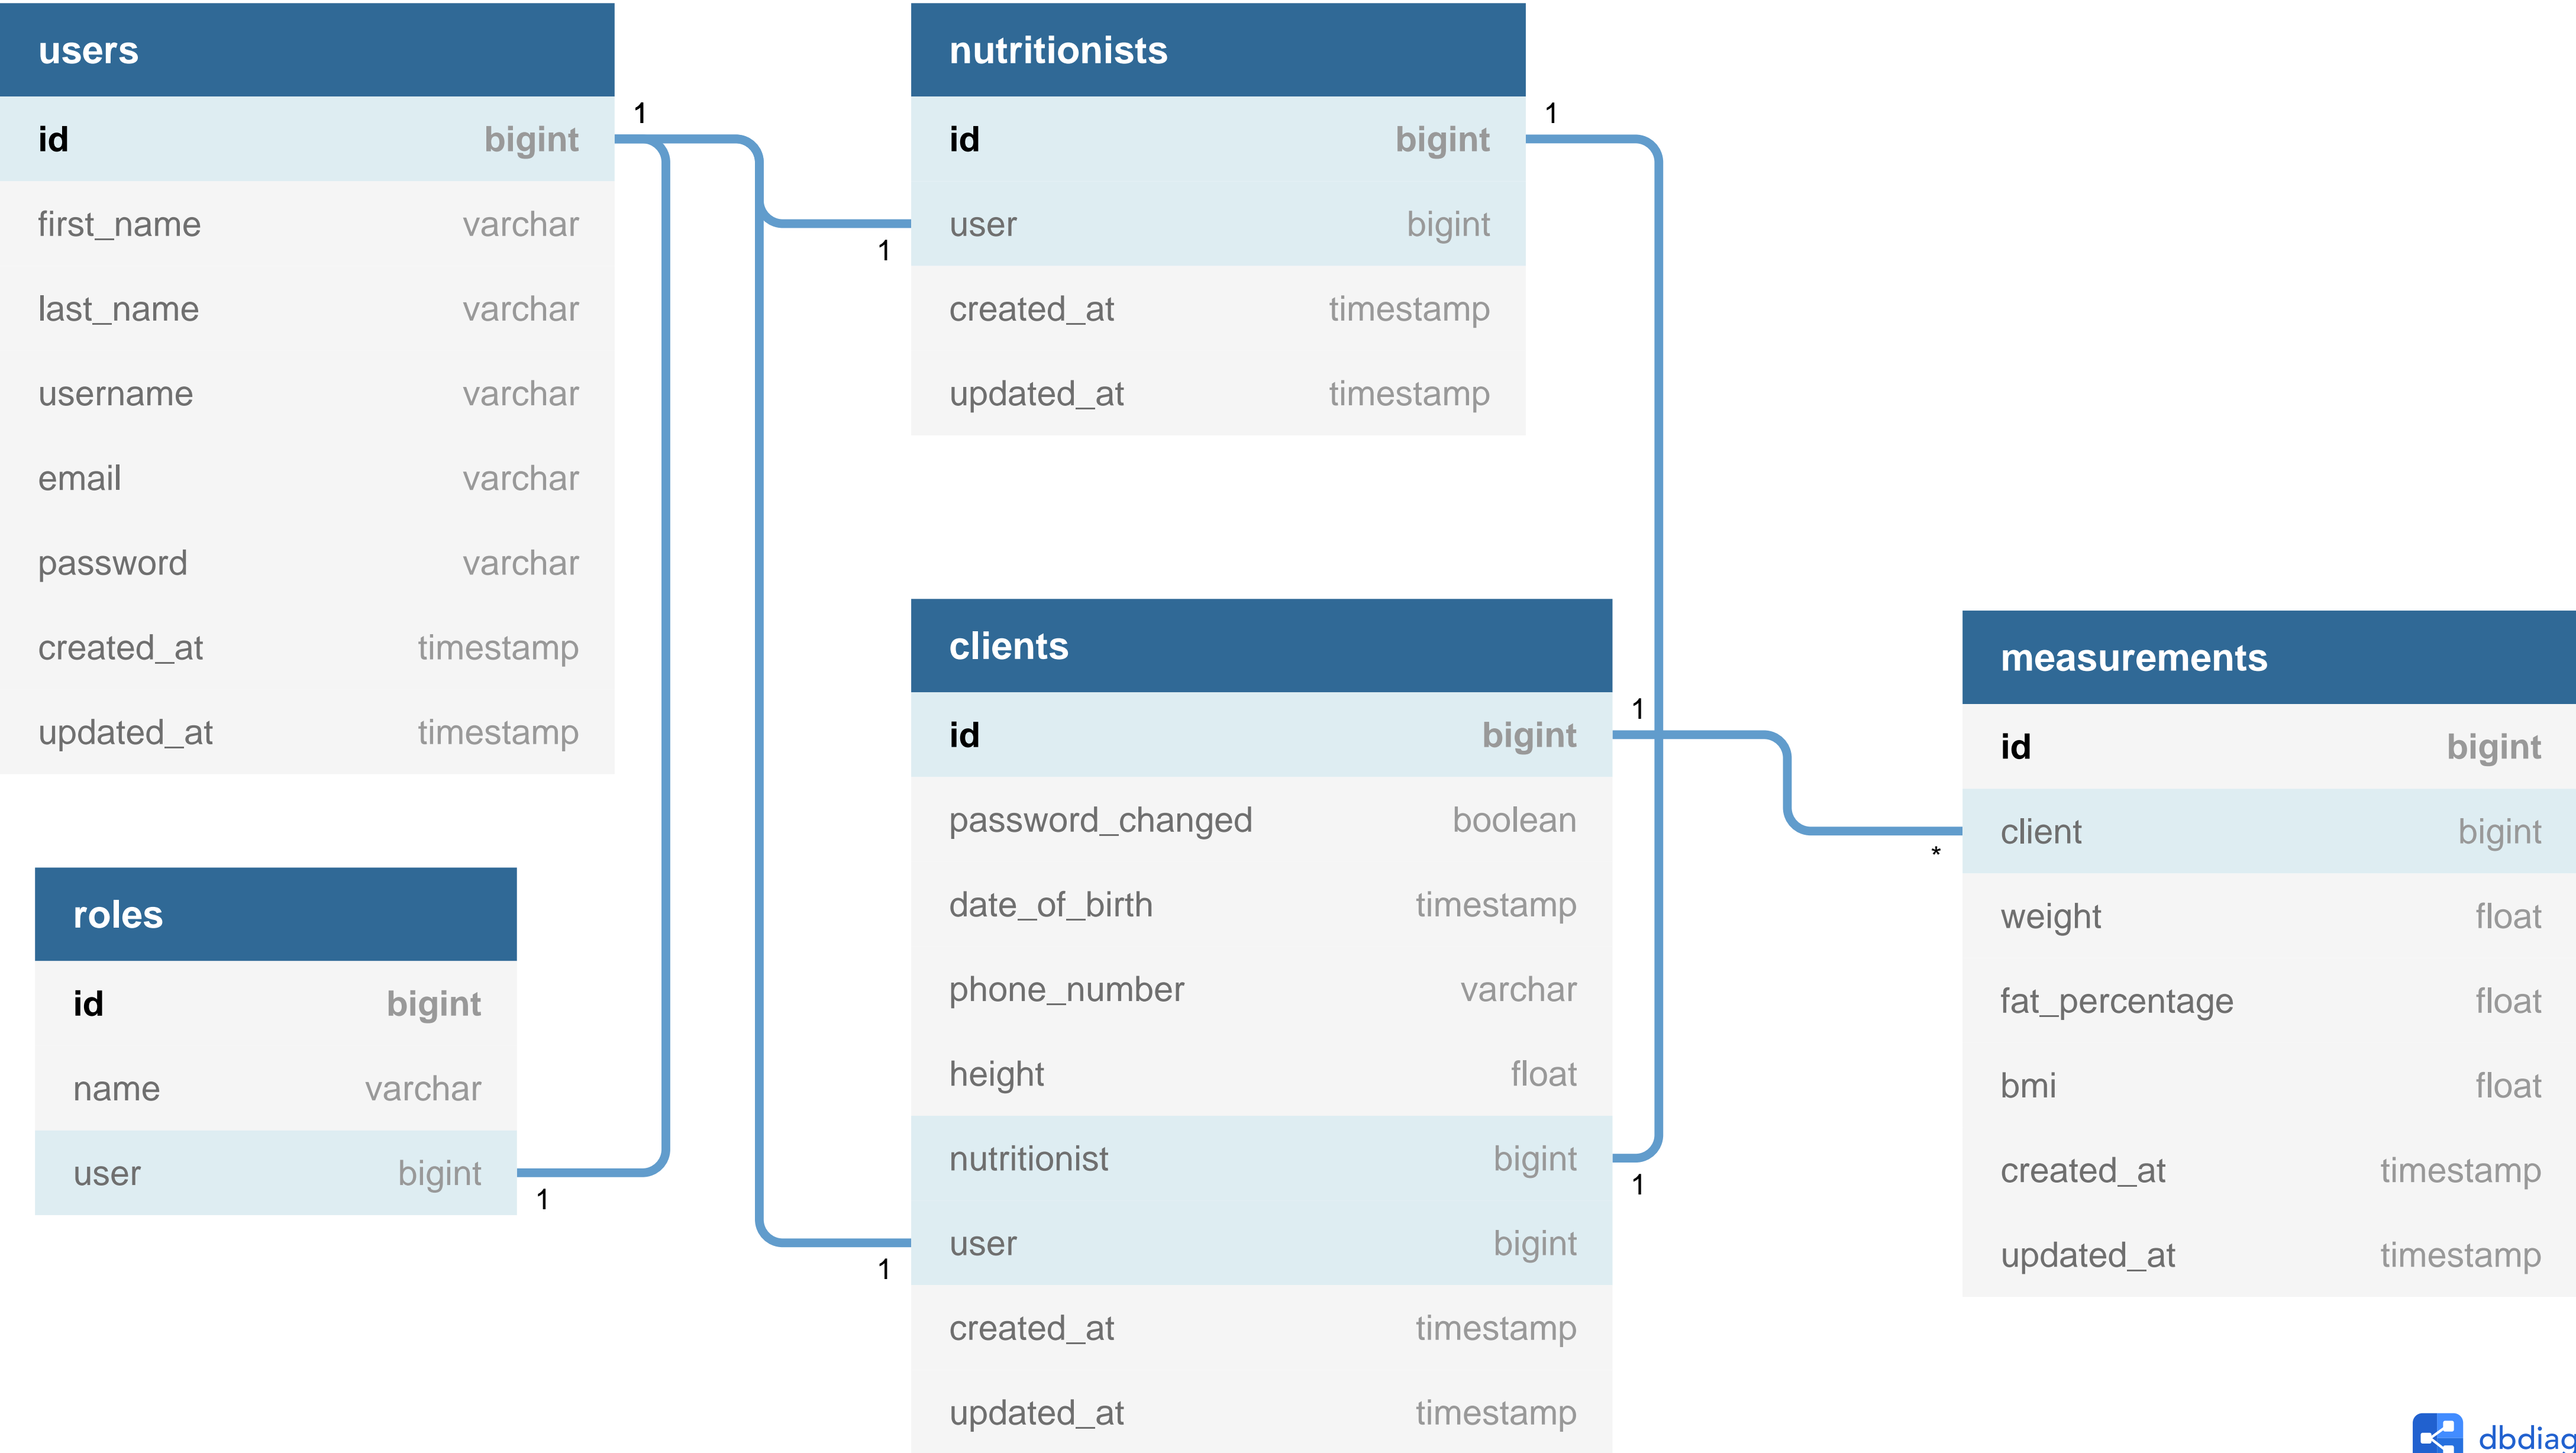 users
id bigint
first_name varchar
last_name varchar
username varchar
email varchar
password varchar
created_at timestamp
updated_at timestamp
1
roles
id bigint
name varchar
user bigint
1
nutritionists
id bigint
user bigint
created_at timestamp
updated_at timestamp
1
1
clients
id bigint
password_changed boolean
date_of_birth timestamp
phone_number varchar
height float
nutritionist bigint
user bigint
created_at timestamp
updated_at timestamp
1
1
1
measurements
id bigint
client bigint
weight float
fat_percentage float
bmi float
created_at timestamp
updated_at timestamp
*